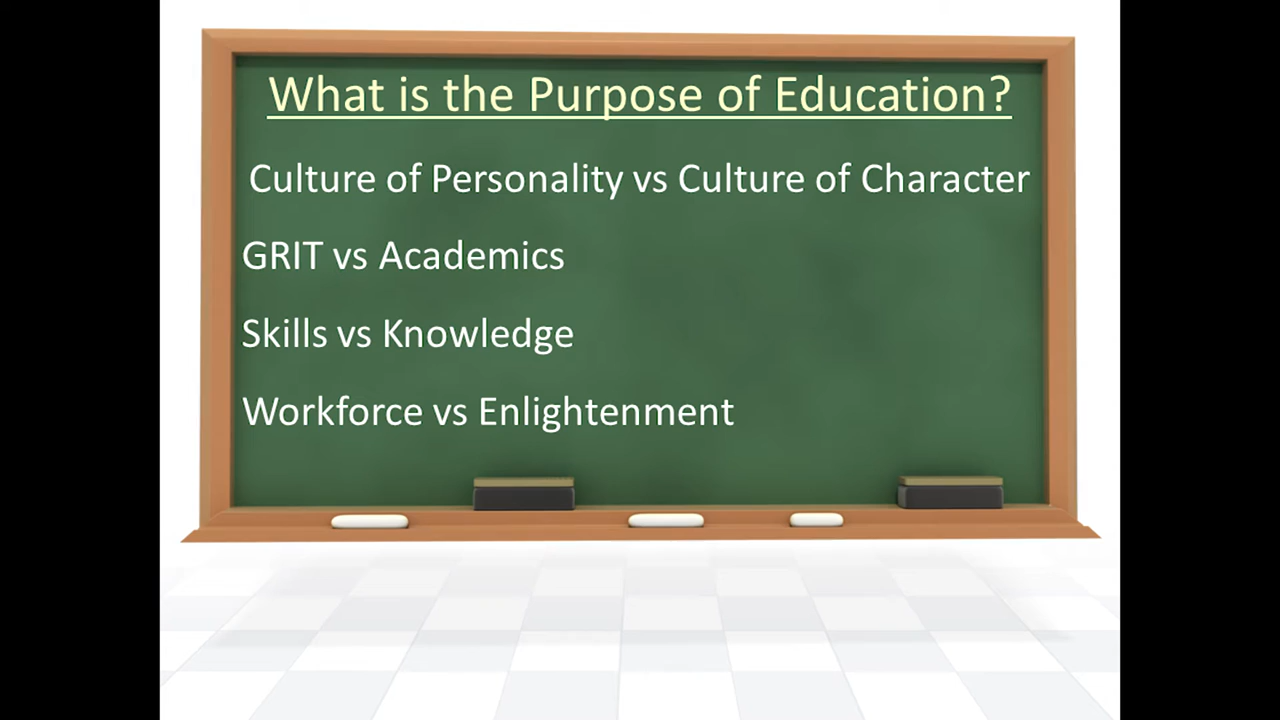 What is the Purpose of Education?
Culture of Personality vs Culture of Character
GRIT vs Academics
Skills vs Knowledge
Workforce vs Enlightenment